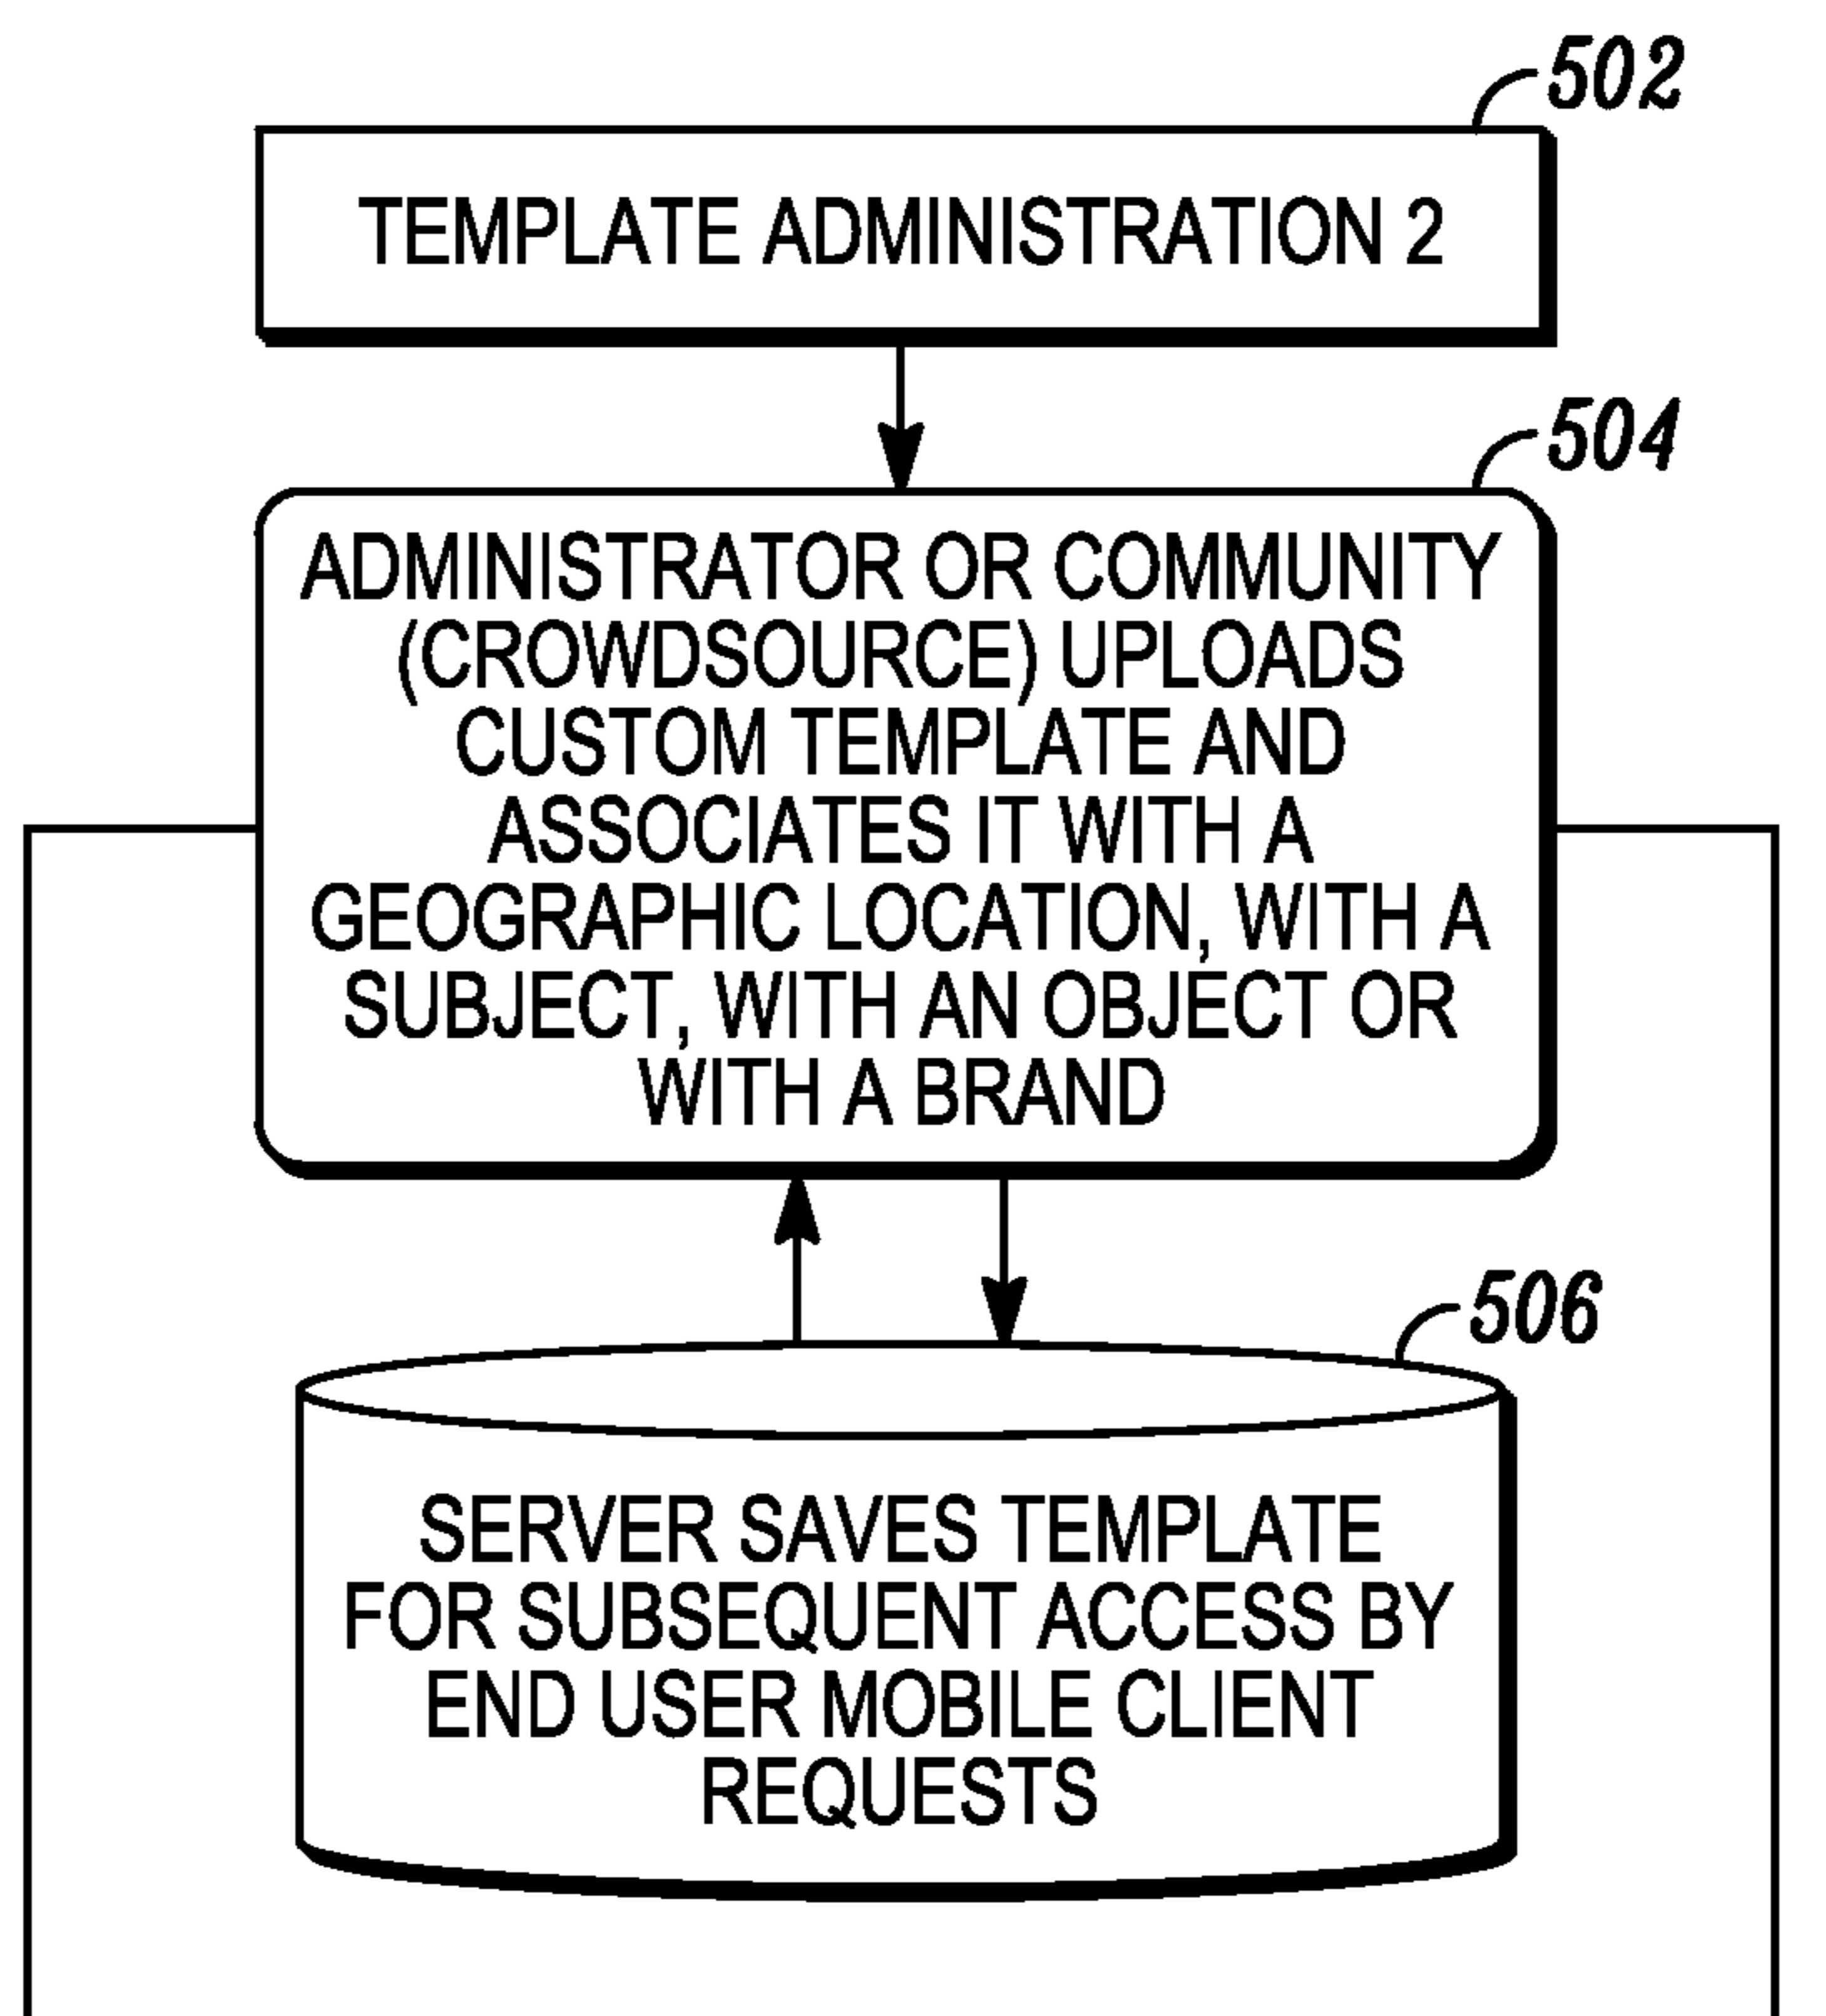 502
TEMPLATE ADMINISTRATION 2
504
ADMINISTRATOR OR COMMUNITY
(CROWDSOURCE) UPLOADS
CUSTOM TEMPLATE AND
ASSOCIATES IT WITH A
GEOGRAPHIC LOCATION, WITH A
SUBJECT, WITH AN OBJECT OR
WITH A BRAND
506
SERVER SAVES TEMPLATE
FOR SUBSEQUENT ACCESS BY
END USER MOBILE CLIENT
REQUESTS